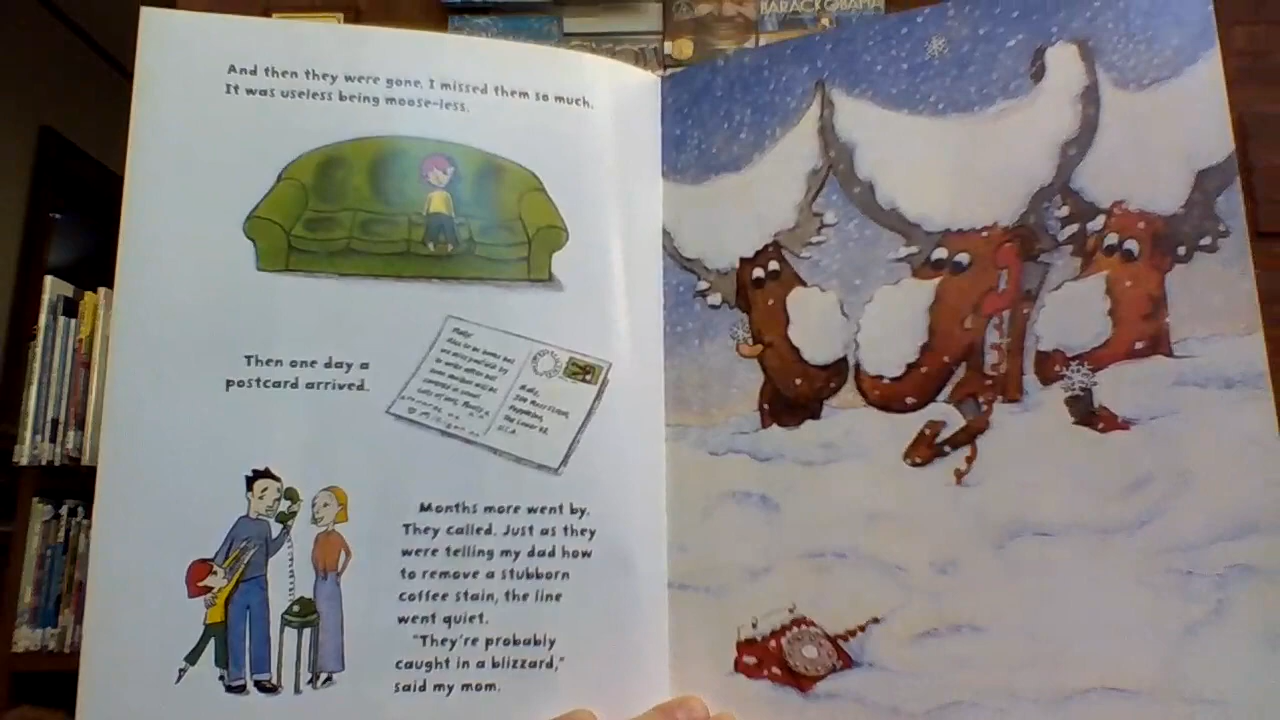 BARACK OBAMA
And then they were gone. I missed them so much.
It was useless being moose-less.
Then one day a
postcard arrived.
Months more went by.
They called. Just as they
were telling my dad how
to remove a stubborn
coffee stain, the line
went quiet.
"They're probably
caught in a blizzard,"
said my mom.